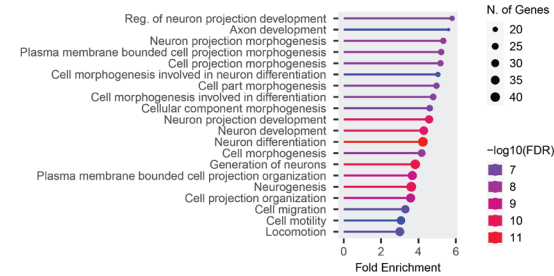 Reg. of neuron projection development
Axon development
Neuron projection morphogenesis
Plasma membrane bounded cell projection morphogenesis
Cell projection morphogenesis
Cell morphogenesis involved in neuron differentiation
Cell part morphogenesis
Cell morphogenesis involved in differentiation
Cellular component morphogenesis
Neuron projection development
Neuron development
Neuron differentiation
Cell morphogenesis
Generation of neurons
Plasma membrane bounded cell projection organization
Neurogenesis
Cell projection organization
Cell migration
Cell motility
Locomotion
0 2 4 6
Fold Enrichment
N. of Genes
20
25
30
35
40
−log10(FDR)
7
8
9
10
11